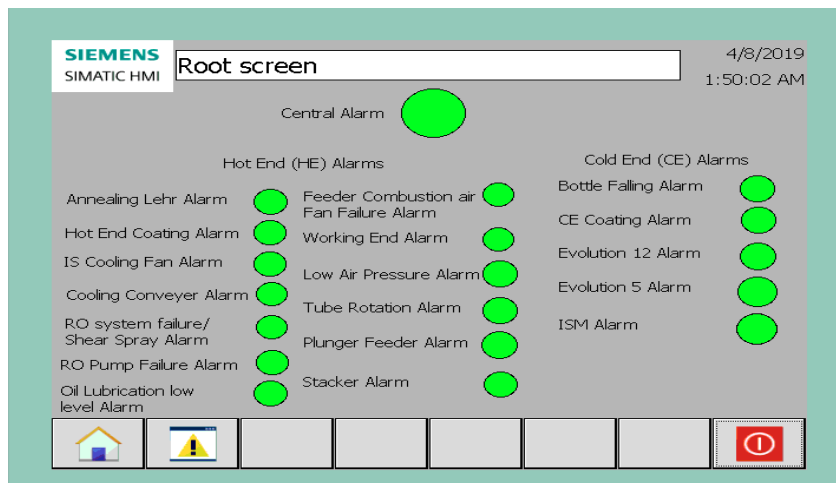 SIEMENS
SIMATIC HMI
Root screen
4/8/2019
1:50:02 AM
Central Alarm
Hot End (HE) Alarms
Annealing Lehr Alarm
Hot End Coating Alarm
IS Cooling Fan Alarm
Cooling Conveyer Alarm
RO system failure/
Shear Spray Alarm
RO Pump Failure Alarm
Oil Lubrication low
level Alarm
Feeder Combustion air
Fan Failure Alarm
Working End Alarm
Low Air Pressure Alarm
Tube Rotation Alarm
Plunger Feeder Alarm
Stacker Alarm
Cold End (CE) Alarms
Bottle Falling Alarm
CE Coating Alarm
Evolution 12 Alarm
Evolution 5 Alarm
ISM Alarm